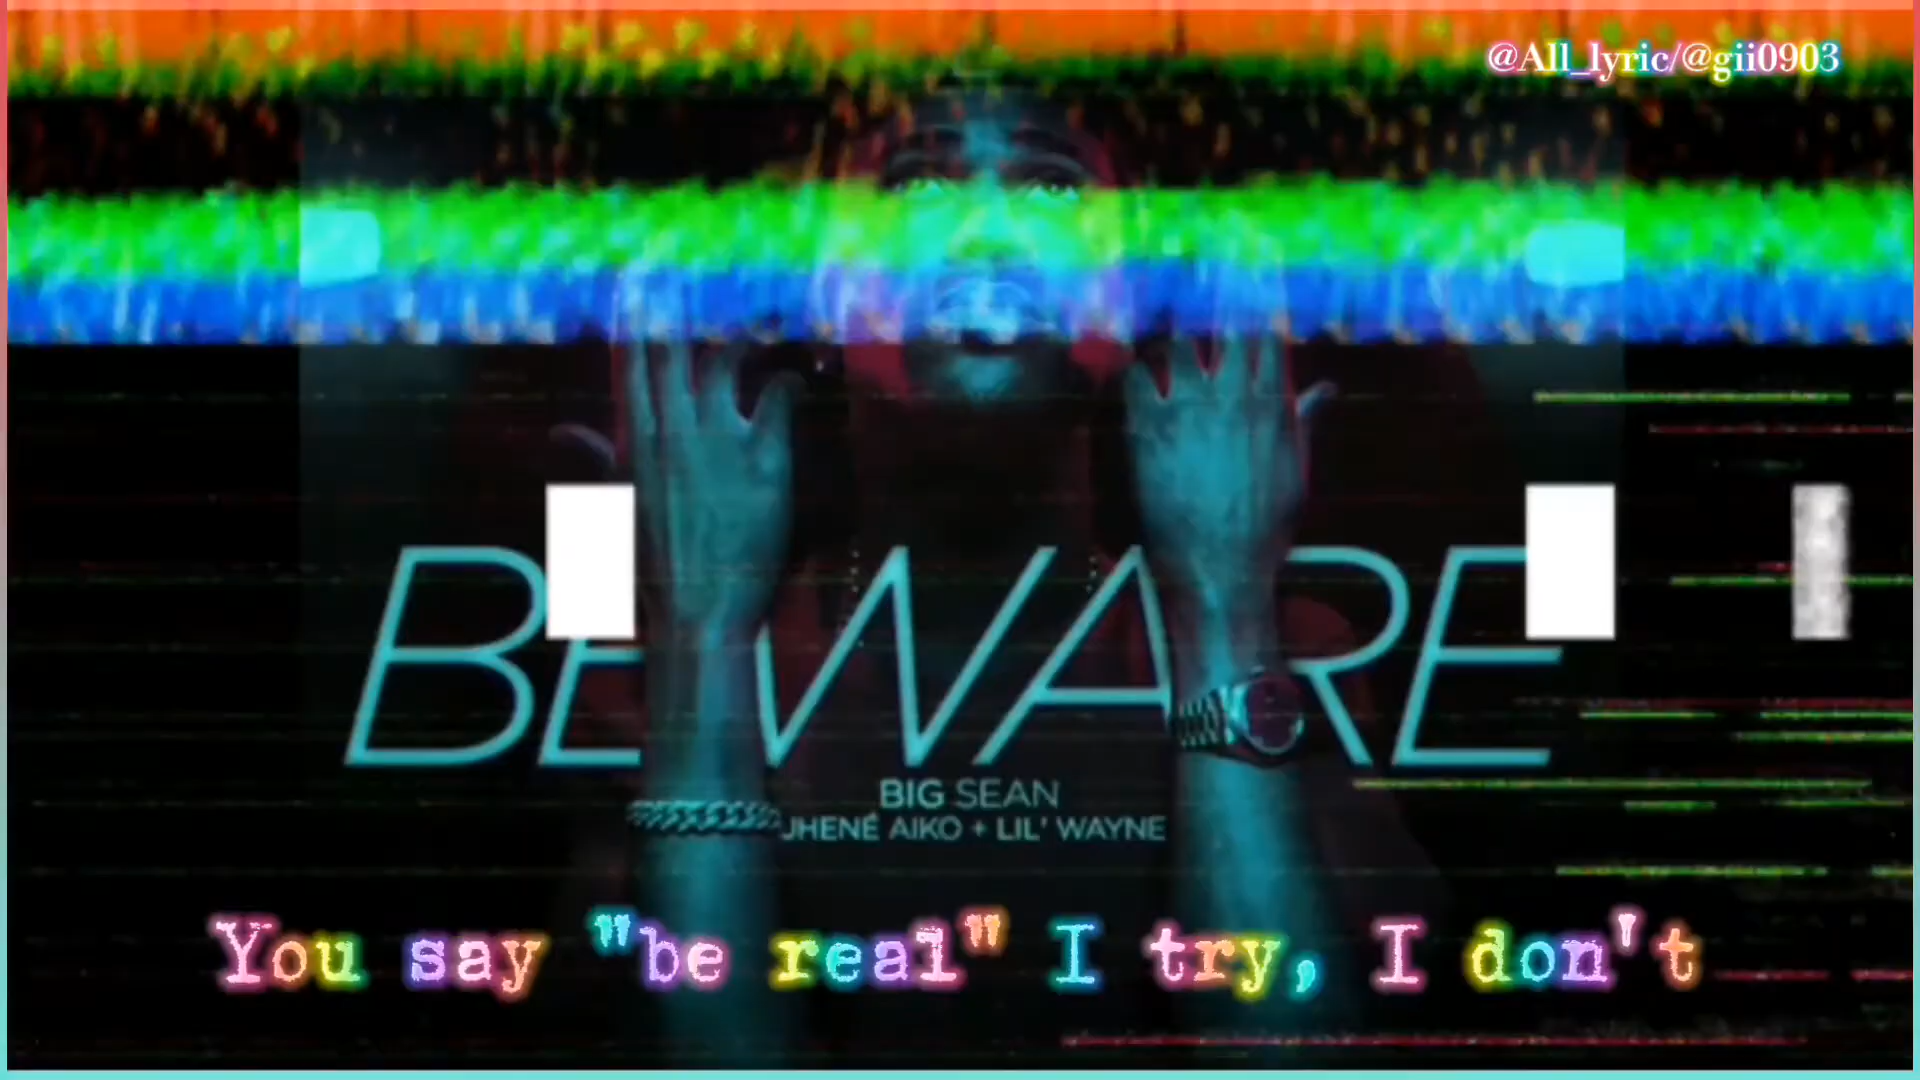 @All_lyric/@gii0903
BEWARE
BIG SEAN
JHENÉ AIKO + LIL' WAYNE
You say "be real" I try, I don't